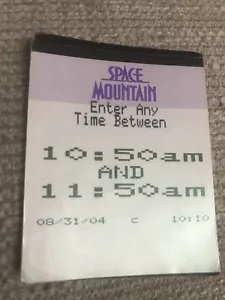 SPACE
MOUNTAIN
Enter Any
Time Between
10:50am
AND
11:50am
08/31/04 C 10:10